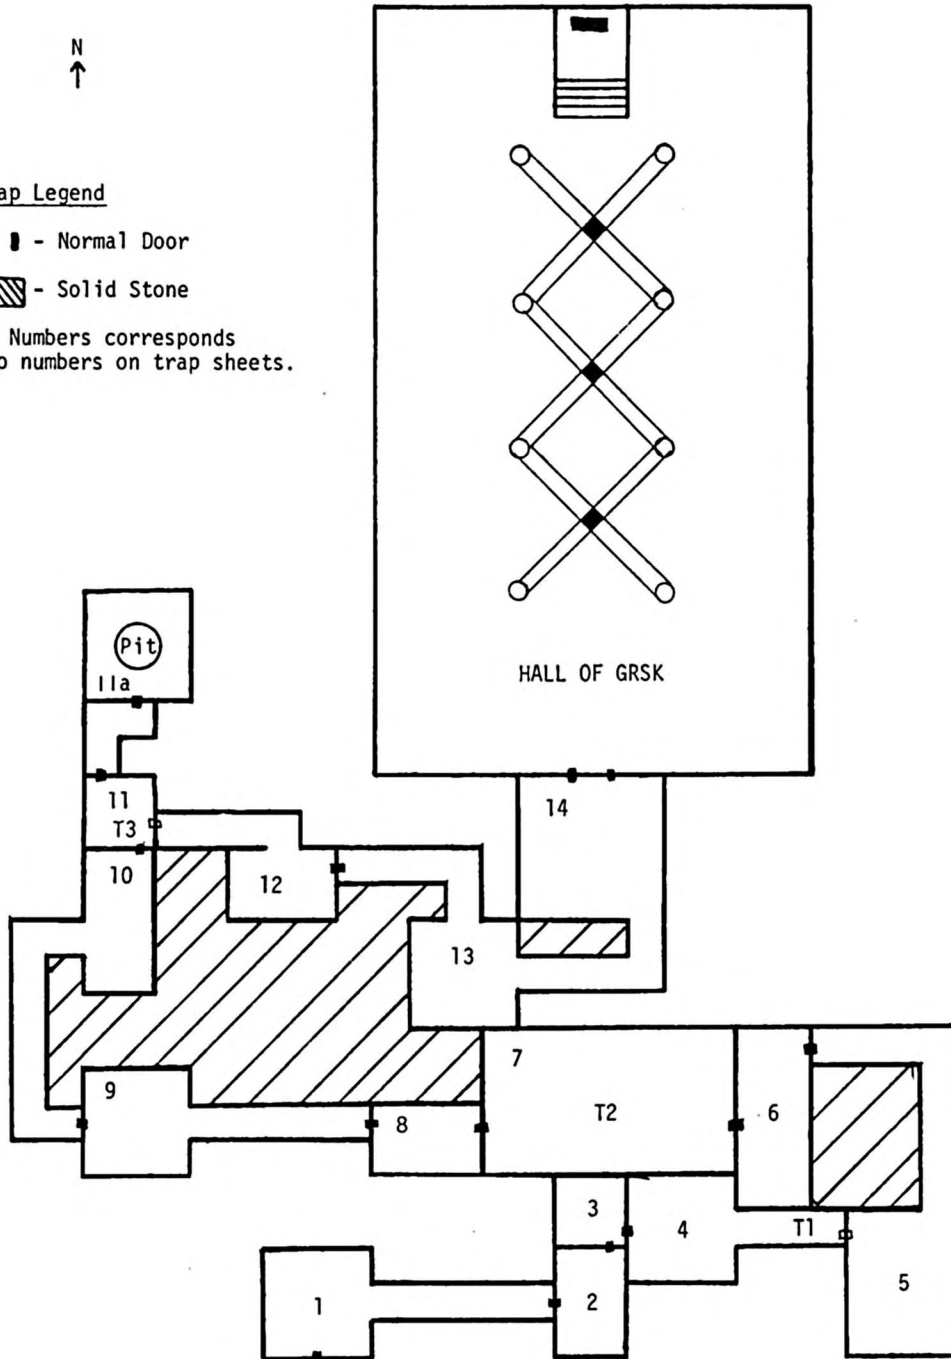 N
ap Legend
- Normal Door
- Solid Stone
Numbers corresponds
o numbers on trap sheets.
Pit
11a
HALL OF GRSK
14
11
T3
10
12
13
9
8
7
T2
6
3
4
T1
5
2
1